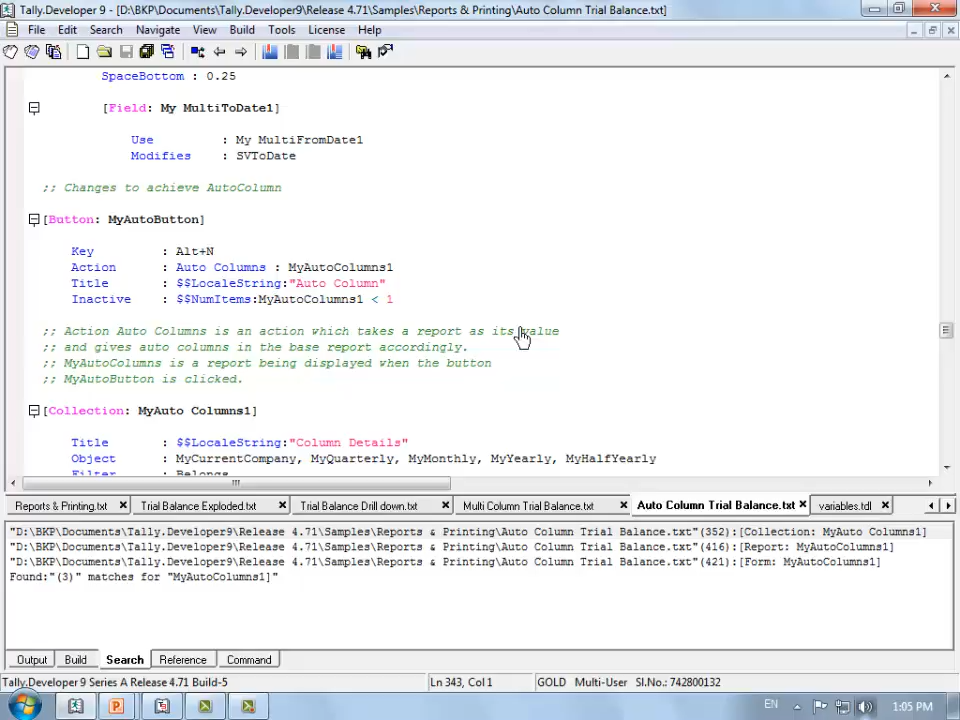 Tally.Developer 9 - [D:\BKP\Documents\Tally.Developer9\Release 4.71\Samples\Reports & Printing\Auto Column Trial Balance.txt]
File Edit Search Navigate View Build Tools License Help
SpaceBottom : 0.25
[Field: My MultiToDate1]
Use : My MultiFromDate1
Modifies : SVToDate
;; Changes to achieve AutoColumn
[Button: MyAutoButton]
Key : Alt+N
Action : Auto Columns : MyAutoColumns1
Title : $$LocaleString:"Auto Column"
Inactive : $$NumItems:MyAutoColumns1 < 1
;; Action Auto Columns is an action which takes a report as its value
;; and gives auto columns in the base report accordingly.
;; MyAutoColumns is a report being displayed when the button
;; MyAutoButton is clicked.
[Collection: MyAuto Columns1]
Title : $$LocaleString:"Column Details"
Object : MyCurrentCompany, MyQuarterly, MyMonthly, MyYearly, MyHalfYearly
Filter : Belongs
Reports & Printing.txt Trial Balance Exploded.txt Trial Balance Drill down.txt Multi Column Trial Balance.txt Auto Column Trial Balance.txt variables.tdl
"D:\BKP\Documents\Tally.Developer9\Release 4.71\Samples\Reports & Printing\Auto Column Trial Balance.txt"(352):[Collection: MyAuto Columns1]
"D:\BKP\Documents\Tally.Developer9\Release 4.71\Samples\Reports & Printing\Auto Column Trial Balance.txt"(416):[Report: MyAutoColumns1]
"D:\BKP\Documents\Tally.Developer9\Release 4.71\Samples\Reports & Printing\Auto Column Trial Balance.txt"(421):[Form: MyAutoColumns1]
Found:"(3)" matches for "MyAutoColumns1]"
Output Build Search Reference Command
Tally.Developer 9 Series A Release 4.71 Build-5 Ln 343, Col 1 GOLD Multi-User Sl.No.: 742800132
EN 1:05 PM